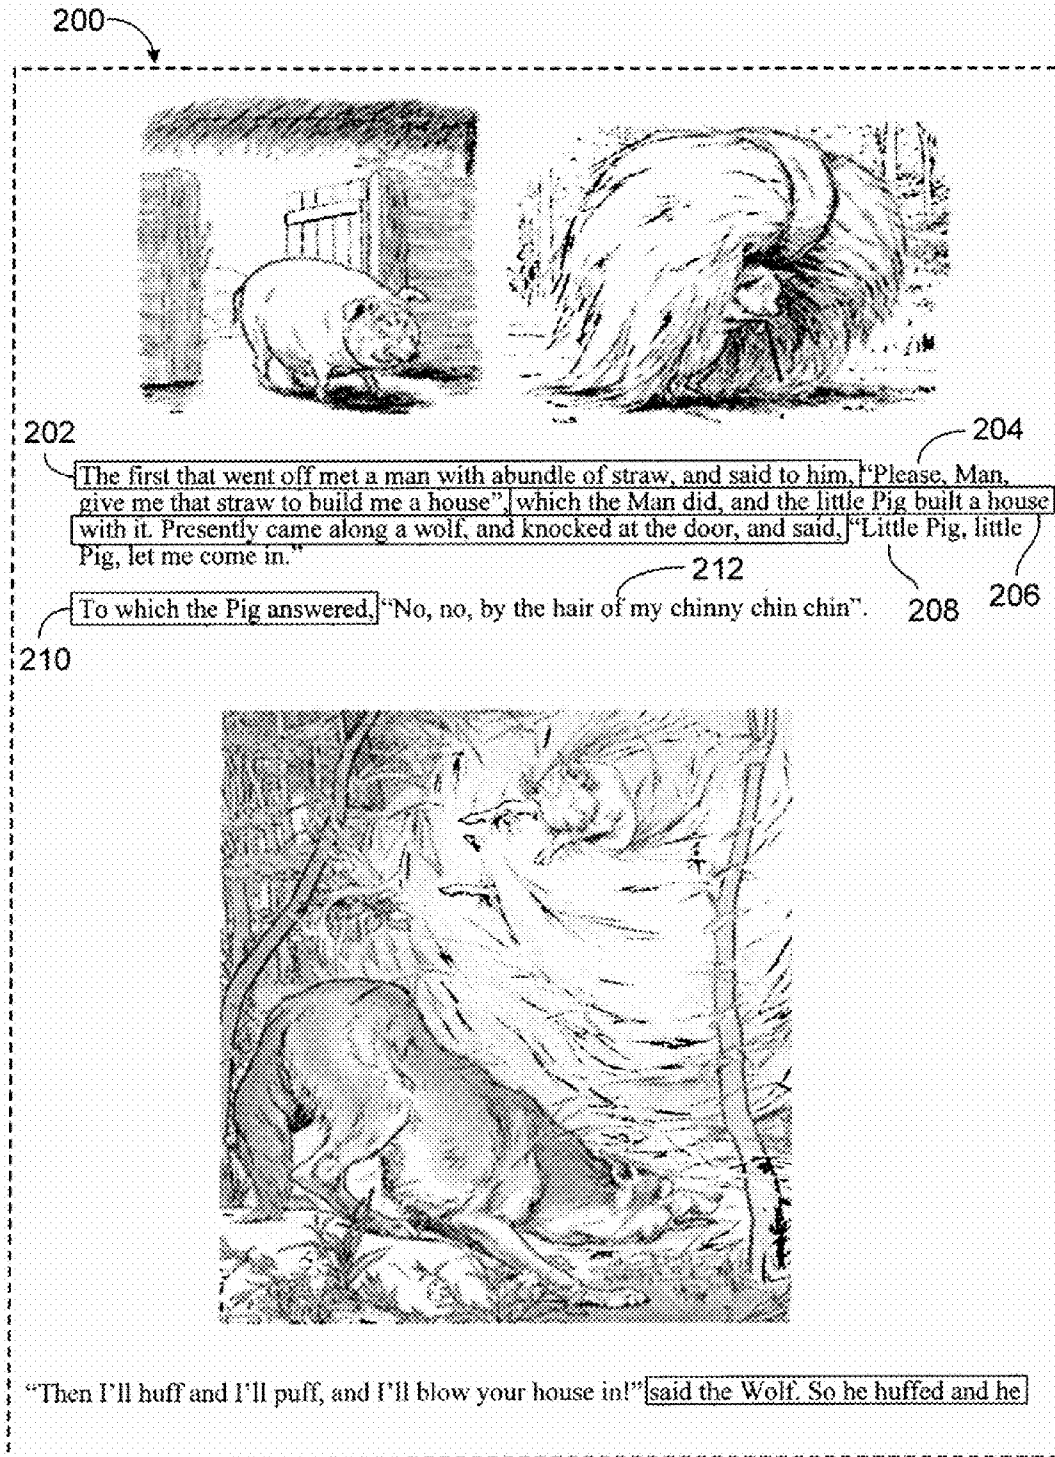 200
202
204
The first that went off met a man with abundle of straw, and said to him, “Please, Man,
give me that straw to build me a house”, which the Man did, and the little Pig built a house
with it. Presently came along a wolf, and knocked at the door, and said, “Little Pig, little
Pig, let me come in.”
212
206
To which the Pig answered, “No, no, by the hair of my chinny chin chin”.
208
210
“Then I'll huff and I'll puff, and I'll blow your house in!” said the Wolf. So he huffed and he